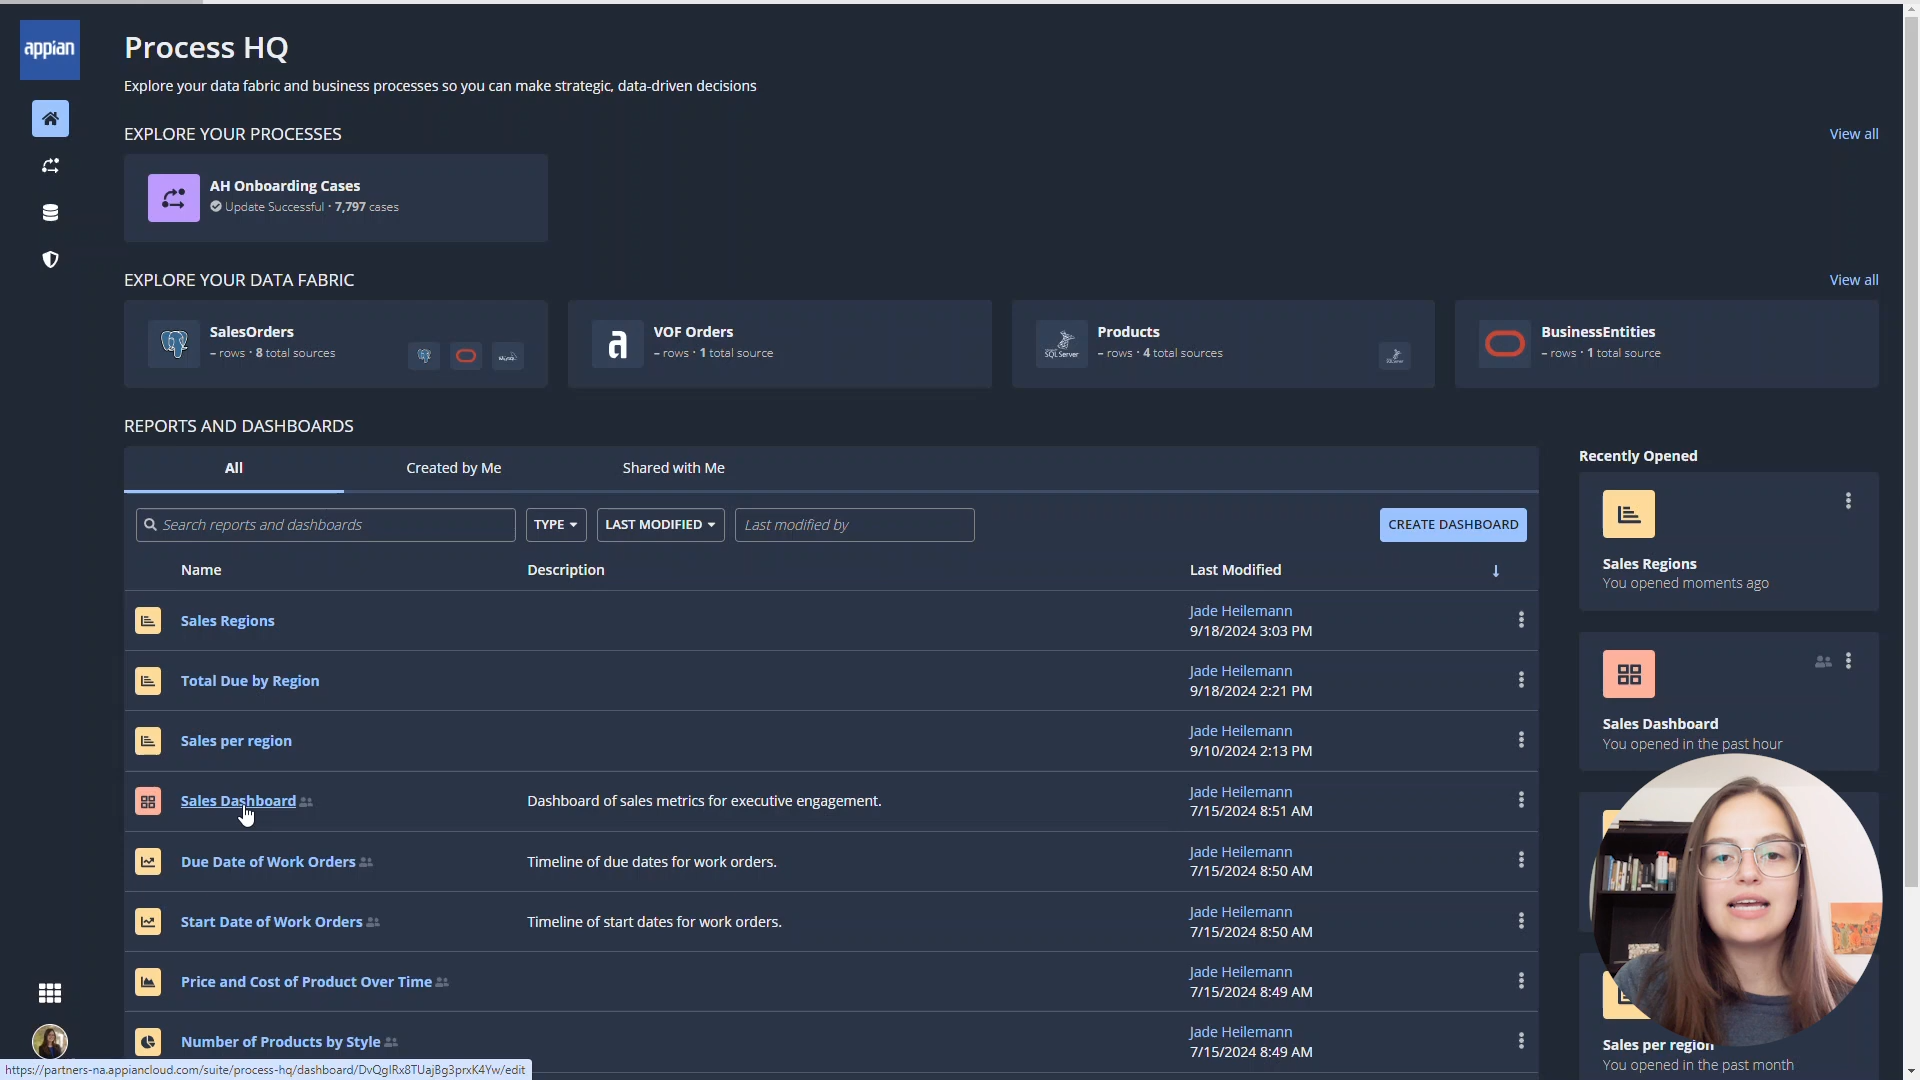 appian
Process HQ
Explore your data fabric and business processes so you can make strategic, data-driven decisions
EXPLORE YOUR PROCESSES
View all
AH Onboarding Cases
Update Successful · 7,797 cases
EXPLORE YOUR DATA FABRIC
View all
SalesOrders
– rows · 8 total sources
VOF Orders
– rows · 1 total source
SQL Server
Products
– rows · 4 total sources
BusinessEntities
– rows · 1 total source
REPORTS AND DASHBOARDS
All
Created by Me
Shared with Me
Search reports and dashboards
TYPE
LAST MODIFIED
Last modified by
CREATE DASHBOARD
Name
Description
Last Modified
Sales Regions
Jade Heilemann
9/18/2024 3:03 PM
Total Due by Region
Jade Heilemann
9/18/2024 2:21 PM
Sales per region
Jade Heilemann
9/10/2024 2:13 PM
Sales Dashboard
Dashboard of sales metrics for executive engagement.
Jade Heilemann
7/15/2024 8:51 AM
Due Date of Work Orders
Timeline of due dates for work orders.
Jade Heilemann
7/15/2024 8:50 AM
Start Date of Work Orders
Timeline of start dates for work orders.
Jade Heilemann
7/15/2024 8:50 AM
Price and Cost of Product Over Time
Jade Heilemann
7/15/2024 8:49 AM
Number of Products by Style
Jade Heilemann
7/15/2024 8:49 AM
Recently Opened
Sales Regions
You opened moments ago
Sales Dashboard
You opened in the past hour
Sales per region
You opened in the past month
https://partners-na.appiancloud.com/suite/process-hq/dashboard/DvQgIRx8TUajBg3prxK4Yw/edit